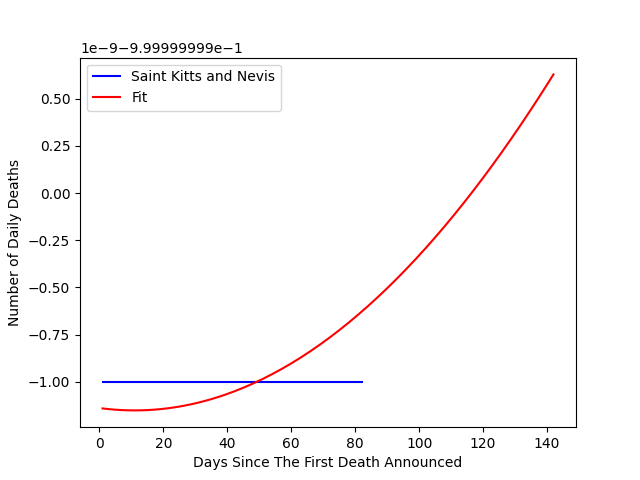 1e−9−9.99999999e−1
Saint Kitts and Nevis
Fit
0.50
0.25
0.00
−0.25
−0.50
−0.75
−1.00
Number of Daily Deaths
0 20 40 60 80 100 120 140
Days Since The First Death Announced